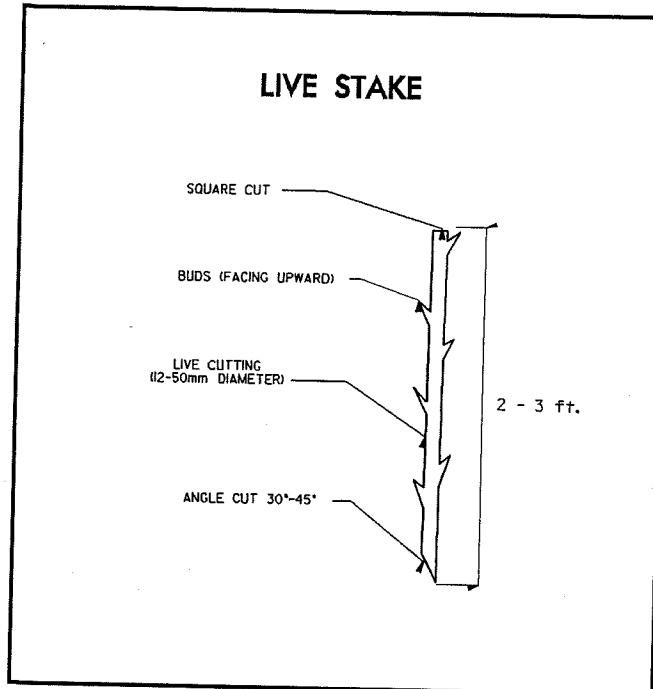 LIVE STAKE
SQUARE CUT
BUDS (FACING UPWARD)
LIVE CUTTING
(12-50mm DIAMETER)
2 - 3 ft.
ANGLE CUT 30°-45°